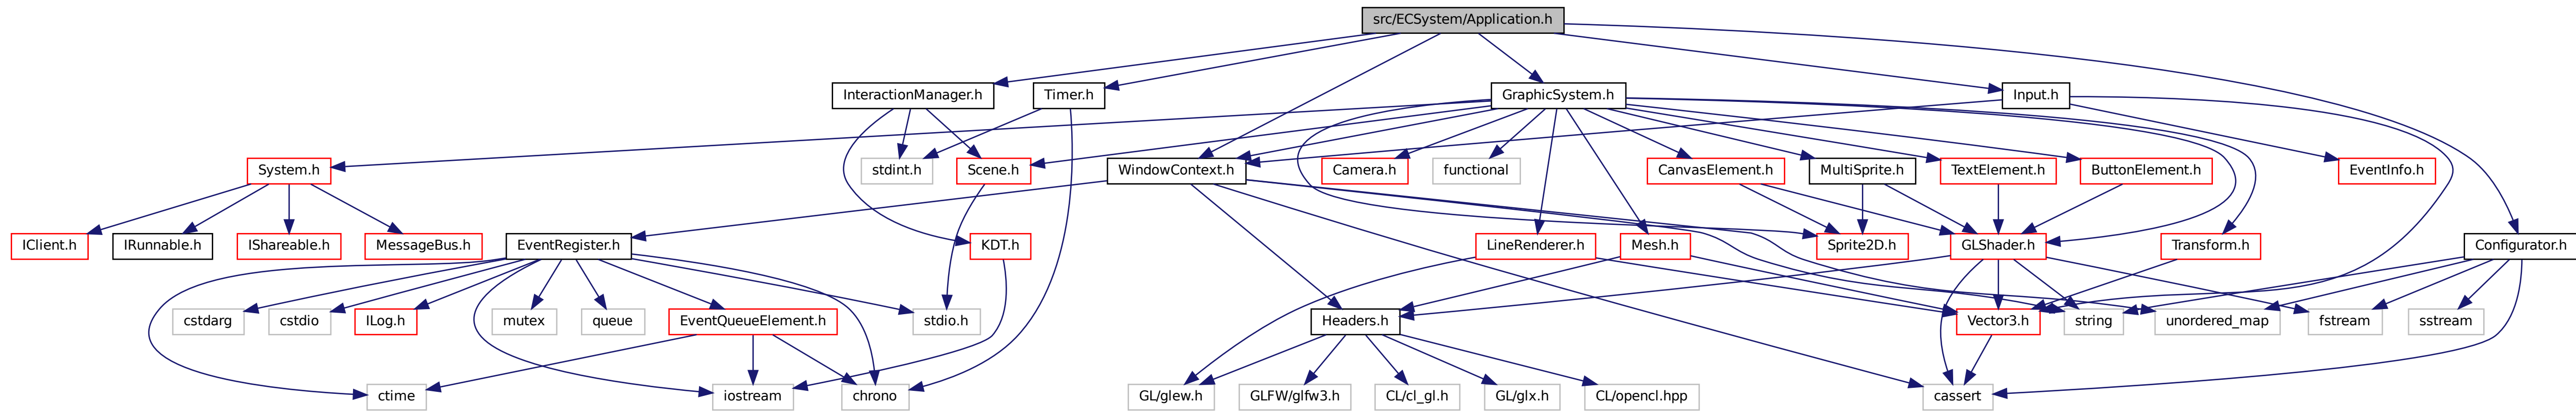 src/ECSystem/Application.h
InteractionManager.h
Timer.h
GraphicSystem.h
Input.h
System.h
stdint.h
Scene.h
WindowContext.h
Camera.h
functional
CanvasElement.h
MultiSprite.h
TextElement.h
ButtonElement.h
EventInfo.h
IClient.h
IRunnable.h
IShareable.h
MessageBus.h
EventRegister.h
KDT.h
LineRenderer.h
Mesh.h
Sprite2D.h
GLShader.h
Transform.h
Configurator.h
cstdarg
cstdio
ILog.h
mutex
queue
EventQueueElement.h
stdio.h
Headers.h
Vector3.h
string
unordered_map
fstream
sstream
ctime
iostream
chrono
GL/glew.h
GLFW/glfw3.h
CL/cl_gl.h
GL/glx.h
CL/opencl.hpp
cassert